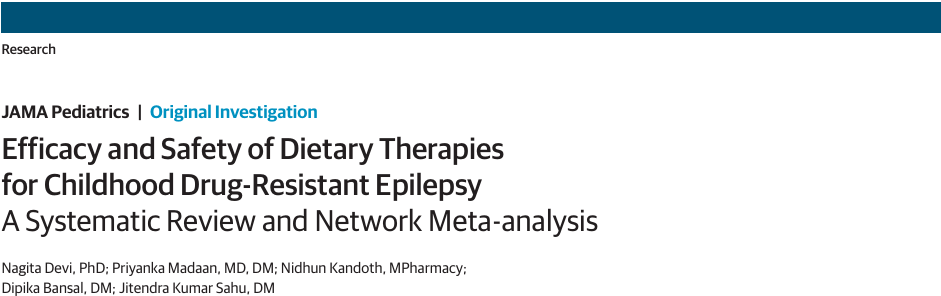 Research
JAMA Pediatrics | Original Investigation
Efficacy and Safety of Dietary Therapies
for Childhood Drug-Resistant Epilepsy
A Systematic Review and Network Meta-analysis
Nagita Devi, PhD; Priyanka Madaan, MD, DM; Nidhun Kandoth, MPharmacy;
Dipika Bansal, DM; Jitendra Kumar Sahu, DM